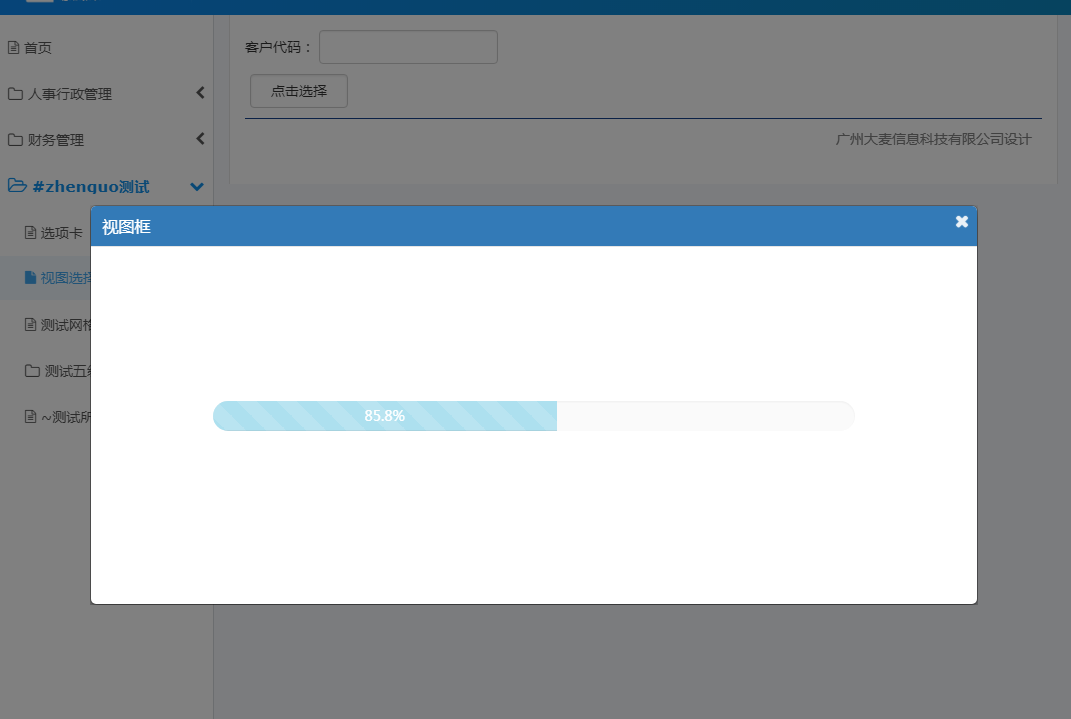 首页
人事行政管理
财务管理
#zhenguo测试
选项卡
视图选择
测试网格
测试五
~测试所
客户代码：
点击选择
广州大麦信息科技有限公司设计
视图框
85.8%